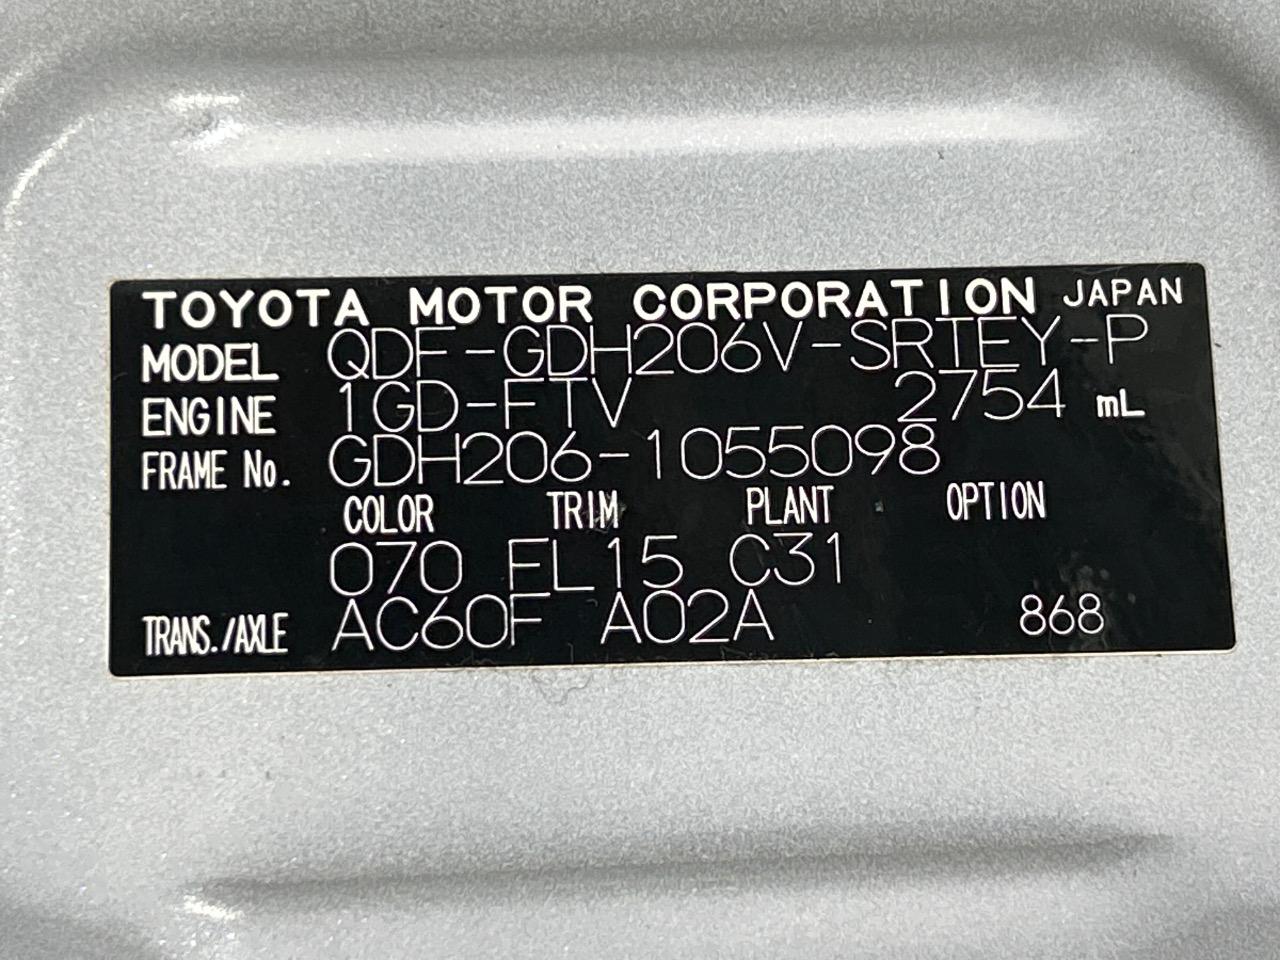 TOYOTA MOTOR CORPORATION JAPAN
MODEL QDF-GDH206V-SRTEY-P
ENGINE 1GD-FTV 2754 mL
FRAME No. GDH206-1055098
COLOR TRIM PLANT OPTION
070 FL15 C31
TRANS./AXLE AC60F A02A 868